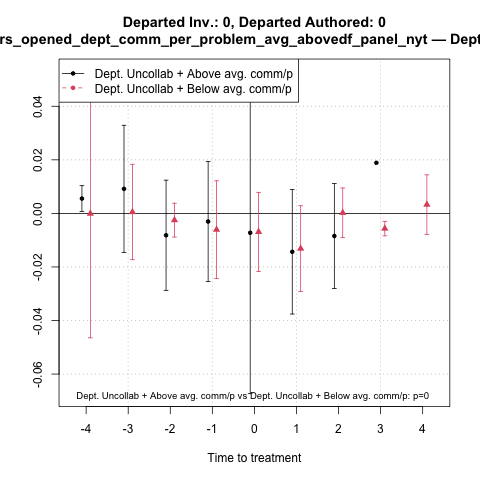 Departed Inv.: 0, Departed Authored: 0
rs_opened_dept_comm_per_problem_avg_abovedf_panel_nyt — Dept
Dept. Uncollab + Above avg. comm/p
Dept. Uncollab + Below avg. comm/p
0.04
0.02
0.00
-0.02
-0.04
-0.06
Dept. Uncollab + Above avg. comm/p vs Dept. Uncollab + Below avg. comm/p: p=0
-4 -3 -2 -1 0 1 2 3 4
Time to treatment